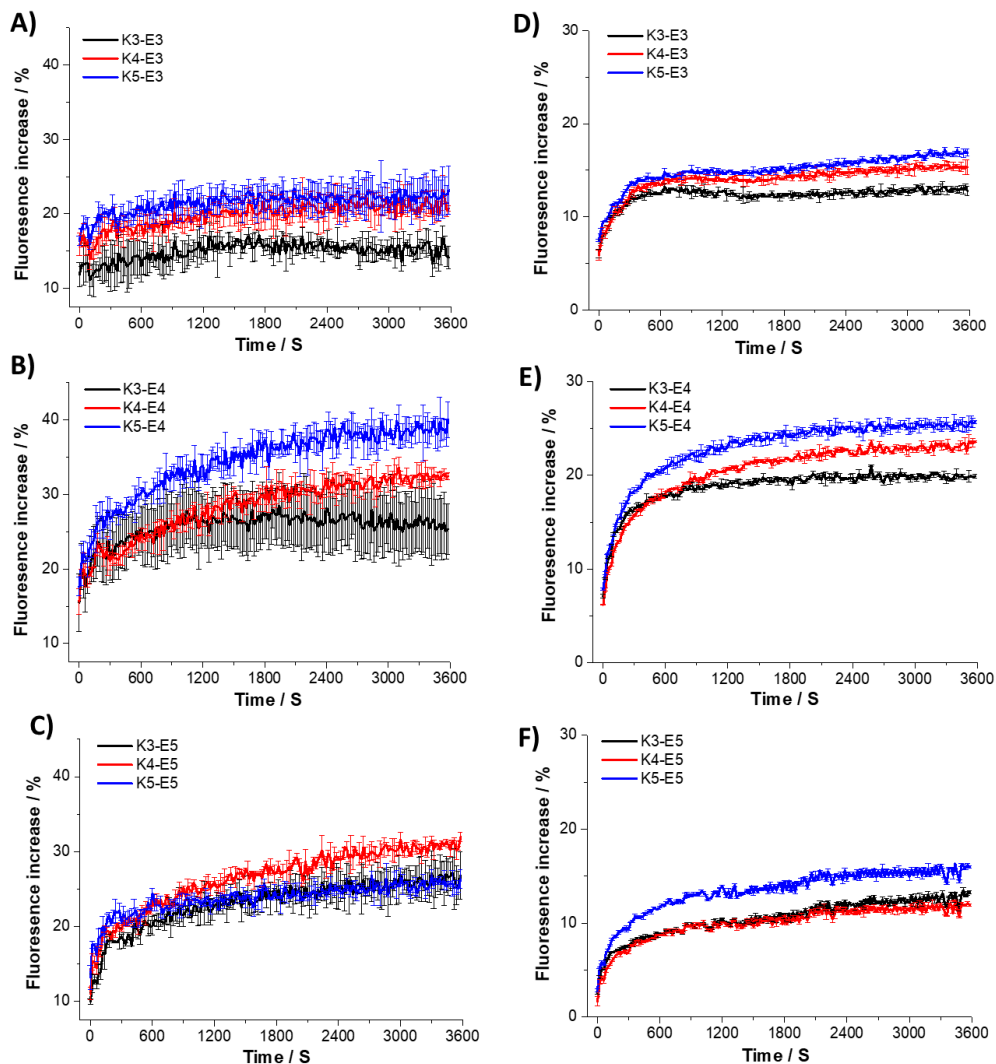 A)
K3-E3
K4-E3
K5-E3
Fluoresence increase / %
40
30
20
10
0 600 1200 1800 2400 3000 3600
Time / S
D)
K3-E3
K4-E3
K5-E3
Fluoresence increase / %
30
20
10
0
0 600 1200 1800 2400 3000 3600
Time / S
B)
K3-E4
K4-E4
K5-E4
Fluoresence increase / %
40
30
20
10
0 600 1200 1800 2400 3000 3600
Time / S
E)
K3-E4
K4-E4
K5-E4
Fluoresence increase / %
30
20
10
0
0 600 1200 1800 2400 3000 3600
Time / S
C)
K3-E5
K4-E5
K5-E5
Fluoresence increase / %
40
30
20
10
0 600 1200 1800 2400 3000 3600
Time / S
F)
K3-E5
K4-E5
K5-E5
Fluoresence increase / %
30
20
10
0
0 600 1200 1800 2400 3000 3600
Time / S